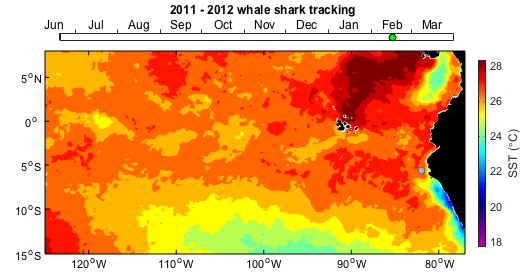 2011 - 2012 whale shark tracking
Jun Jul Aug Sep Oct Nov Dec Jan Feb Mar
5°N
0°
5°S
10°S
15°S
120°W 110°W 100°W 90°W 80°W
28
26
24
22
20
18
SST (°C)